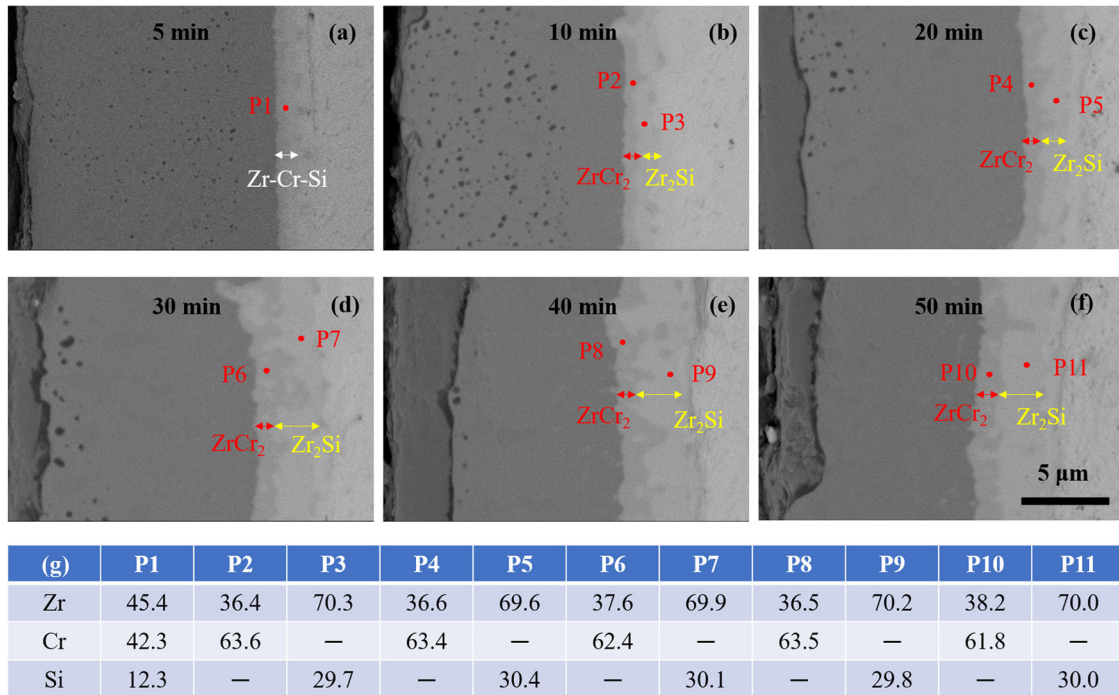 5 min (a)
P1
Zr-Cr-Si
10 min (b)
P2
P3
ZrCr₂ Zr₂Si
20 min (c)
P4
P5
ZrCr₂ Zr₂Si
30 min (d)
P7
P6
ZrCr₂ Zr₂Si
40 min (e)
P8
P9
ZrCr₂ Zr₂Si
50 min (f)
P10 P11
ZrCr₂ Zr₂Si
5 µm
(g) P1 P2 P3 P4 P5 P6 P7 P8 P9 P10 P11
Zr 45.4 36.4 70.3 36.6 69.6 37.6 69.9 36.5 70.2 38.2 70.0
Cr 42.3 63.6 — 63.4 — 62.4 — 63.5 — 61.8 —
Si 12.3 — 29.7 — 30.4 — 30.1 — 29.8 — 30.0